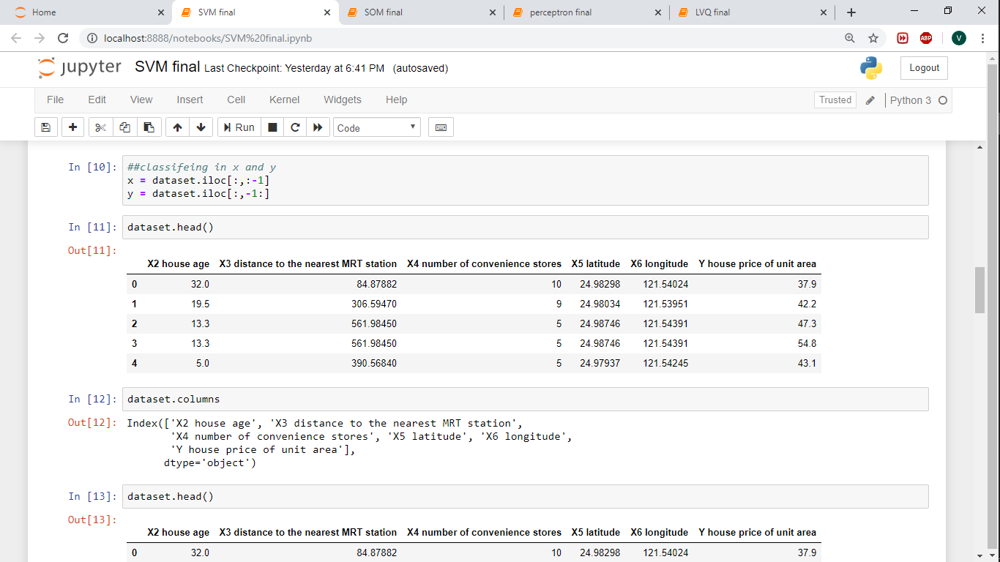 Home
SVM final
SOM final
perceptron final
LVQ final
localhost:8888/notebooks/SVM%20final.ipynb
ABP
V
jupyter SVM final Last Checkpoint: Yesterday at 6:41 PM (autosaved)
Logout
File Edit View Insert Cell Kernel Widgets Help
Trusted
Python 3
Run
Code
In [10]: ##classifeing in x and y
x = dataset.iloc[:,:-1]
y = dataset.iloc[:,-1:]
In [11]: dataset.head()
Out[11]:
X2 house age X3 distance to the nearest MRT station X4 number of convenience stores X5 latitude X6 longitude Y house price of unit area
0 32.0 84.87882 10 24.98298 121.54024 37.9
1 19.5 306.59470 9 24.98034 121.53951 42.2
2 13.3 561.98450 5 24.98746 121.54391 47.3
3 13.3 561.98450 5 24.98746 121.54391 54.8
4 5.0 390.56840 5 24.97937 121.54245 43.1
In [12]: dataset.columns
Out[12]: Index(['X2 house age', 'X3 distance to the nearest MRT station',
'X4 number of convenience stores', 'X5 latitude', 'X6 longitude',
'Y house price of unit area'],
dtype='object')
In [13]: dataset.head()
Out[13]:
X2 house age X3 distance to the nearest MRT station X4 number of convenience stores X5 latitude X6 longitude Y house price of unit area
0 32.0 84.87882 10 24.98298 121.54024 37.9